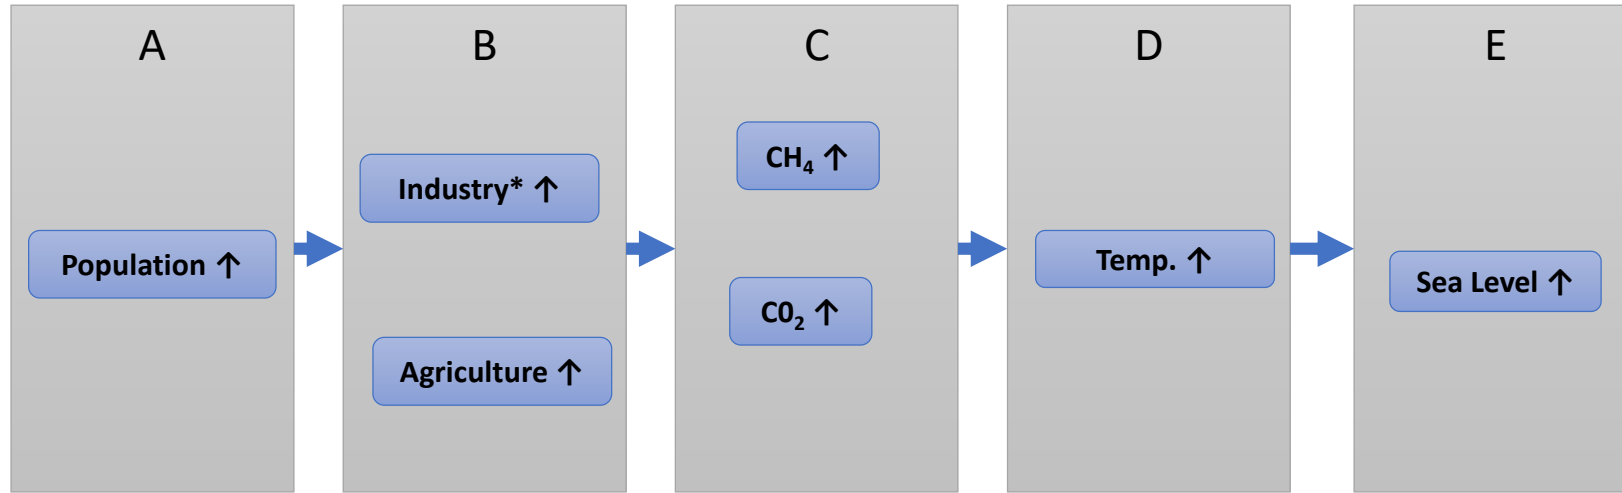 A
Population ↑
B
Industry* ↑
Agriculture ↑
C
CH₄ ↑
C0₂ ↑
D
Temp. ↑
E
Sea Level ↑